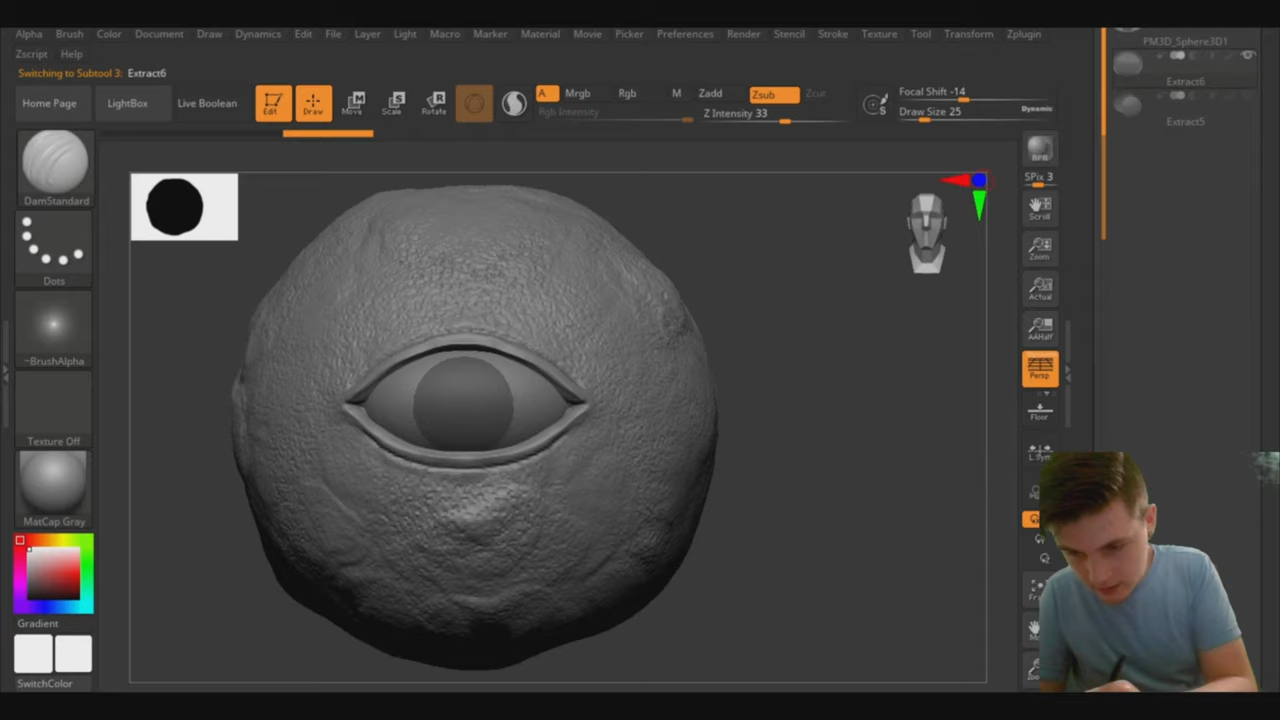 Alpha Brush Color Document Draw Dynamics Edit File Layer Light Macro Marker Material Movie Picker Preferences Render Stencil Stroke Texture Tool Transform Zplugin
Zscript Help
Switching to Subtool 3: Extract6
Home Page LightBox Live Boolean Edit Draw Move Scale Rotate A Mrgb Rgb M Zadd Zsub Zcut
Rgb Intensity Z Intensity 33
Focal Shift -14
Draw Size 25 Dynamic
PM3D_Sphere3D1
Extract6
Extract5
DamStandard
Dots
~BrushAlpha
Texture Off
MatCap Gray
Gradient
SwitchColor
BPR
SPix 3
Scroll
Zoom
Actual
AAHalf
Persp
Floor
L.Sym